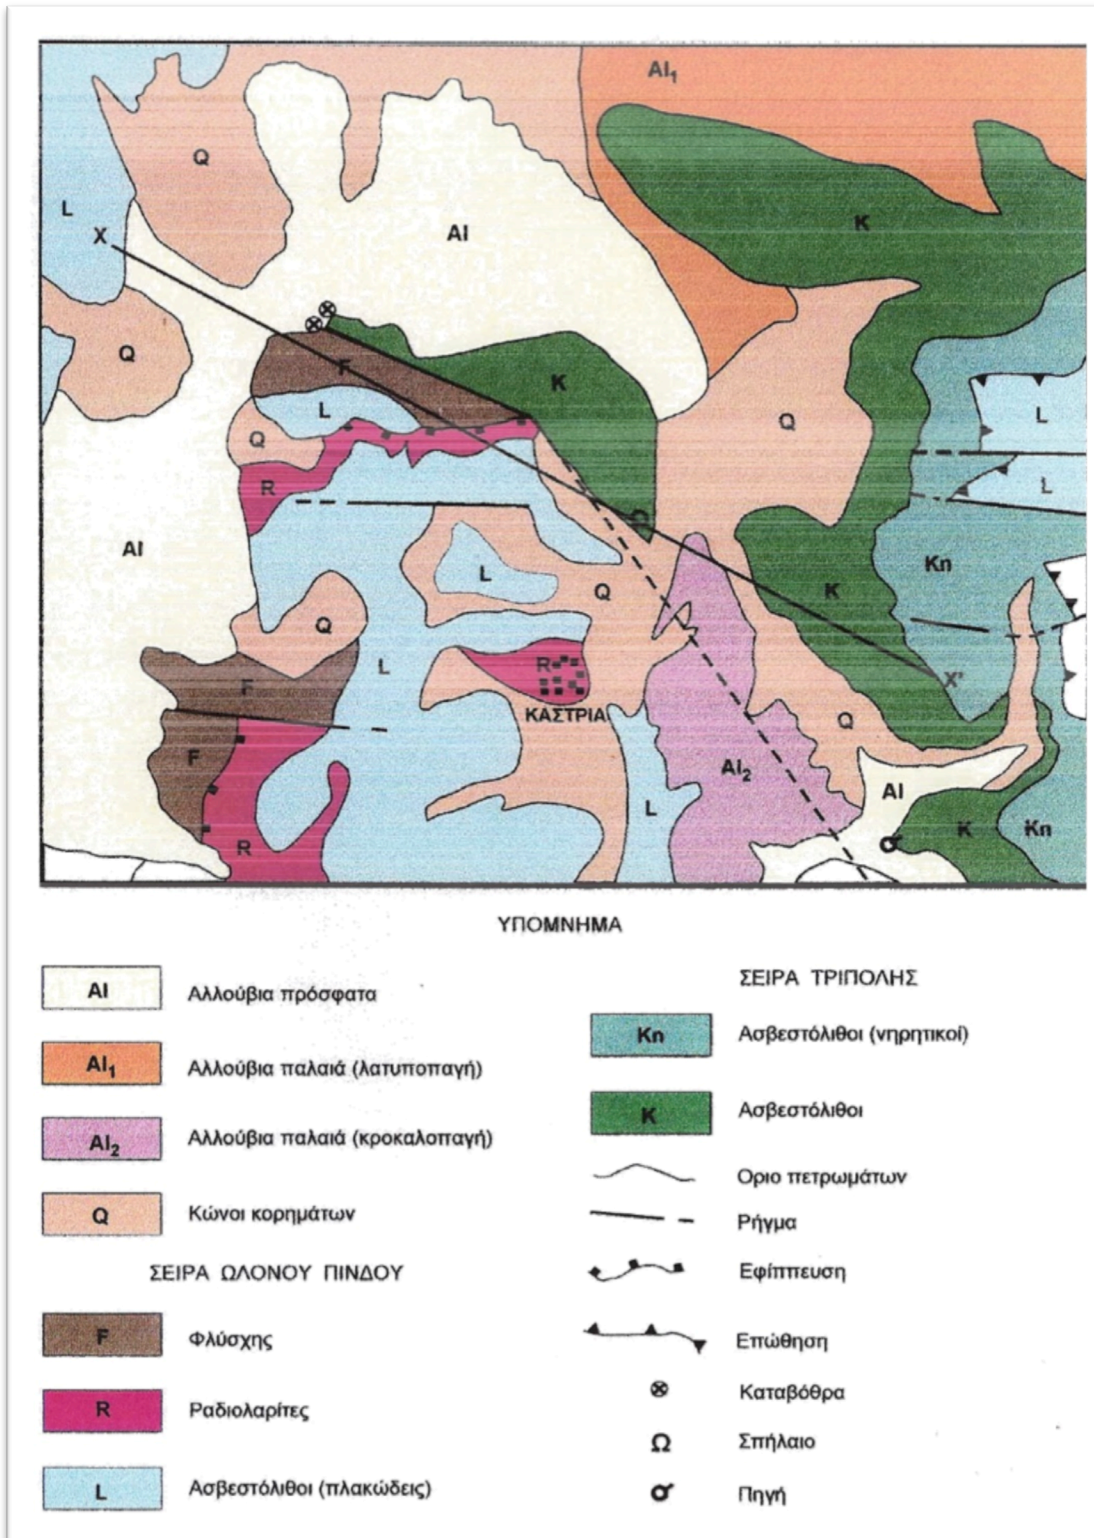 Al₁
Q
L
X
Al
K
Q
F
K
L
Q
Q
L
R
L
Al
L
Q
Kn
K
Q
L
R
X'
F
ΚΑΣΤΡΙΑ
Q
F
Al₂
Al
L
K
Kn
R
ΥΠΟΜΝΗΜΑ
Al Αλλούβια πρόσφατα
Al₁ Αλλούβια παλαιά (λατυποπαγή)
Al₂ Αλλούβια παλαιά (κροκαλοπαγή)
Q Κώνοι κορημάτων
ΣΕΙΡΑ ΩΛΟΝΟΥ ΠΙΝΔΟΥ
F Φλύσχης
R Ραδιολαρίτες
L Ασβεστόλιθοι (πλακώδεις)
ΣΕΙΡΑ ΤΡΙΠΟΛΗΣ
Kn Ασβεστόλιθοι (νηρητικοί)
K Ασβεστόλιθοι
Οριο πετρωμάτων
Ρήγμα
Εφίππευση
Επώθηση
Καταβόθρα
Σπήλαιο
Πηγή